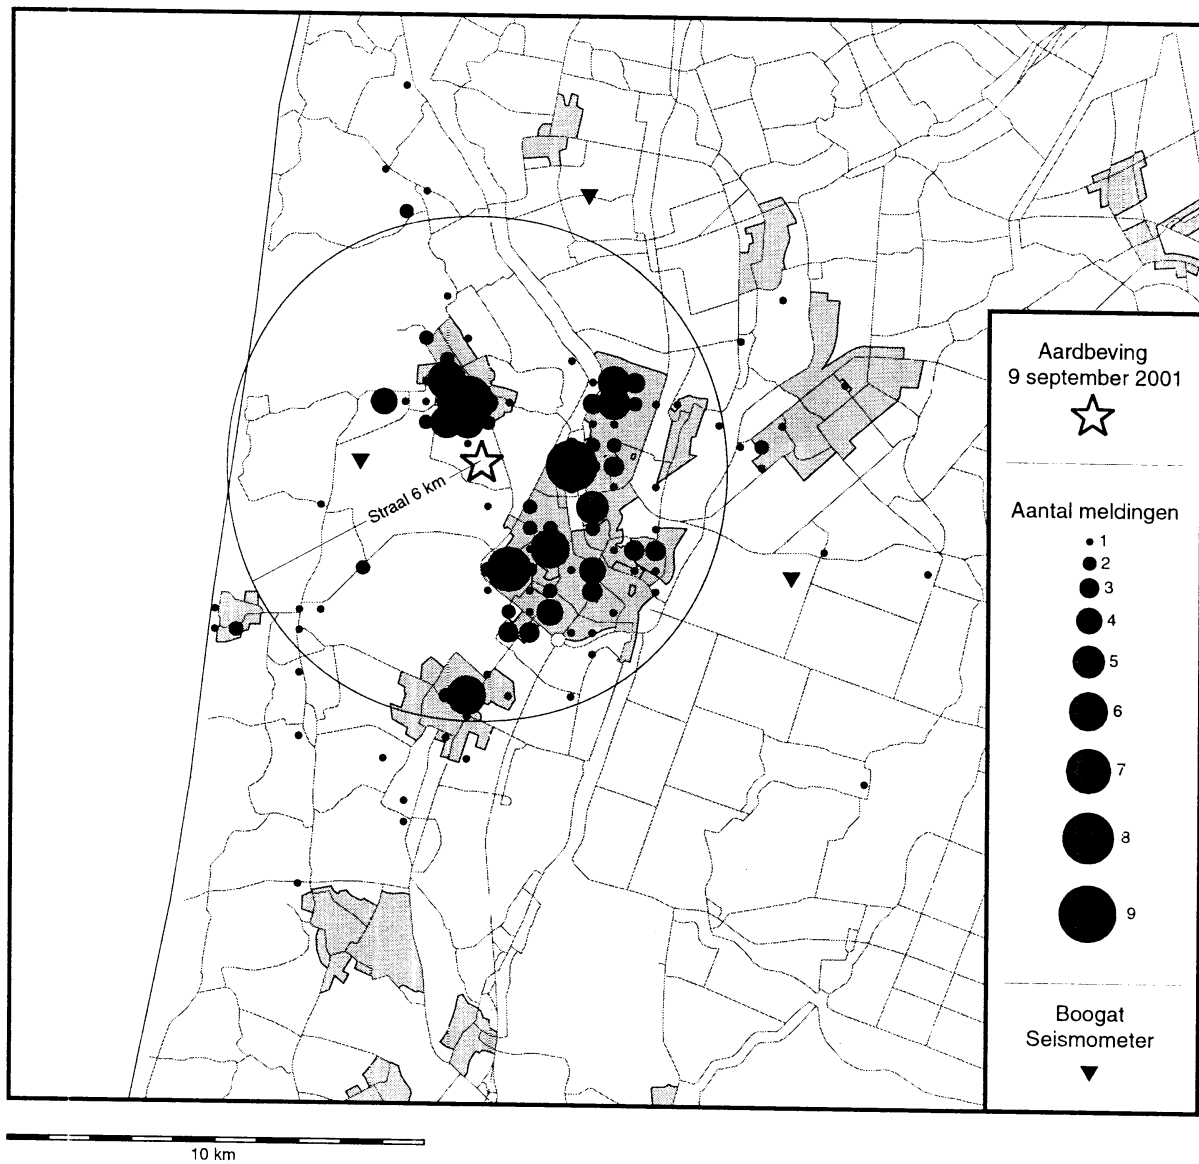 Straal 6 km
Aardbeving
9 september 2001
Aantal meldingen
1
2
3
4
5
6
7
8
9
Boogat
Seismometer
10 km